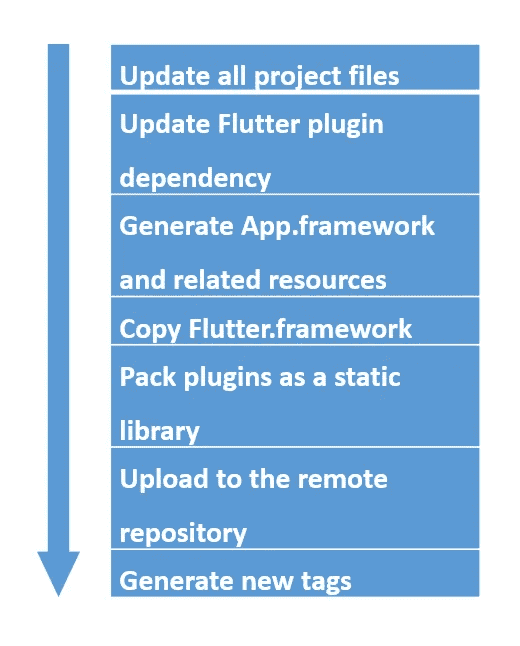 Update all project files
Update Flutter plugin
dependency
Generate App.framework
and related resources
Copy Flutter.framework
Pack plugins as a static
library
Upload to the remote
repository
Generate new tags